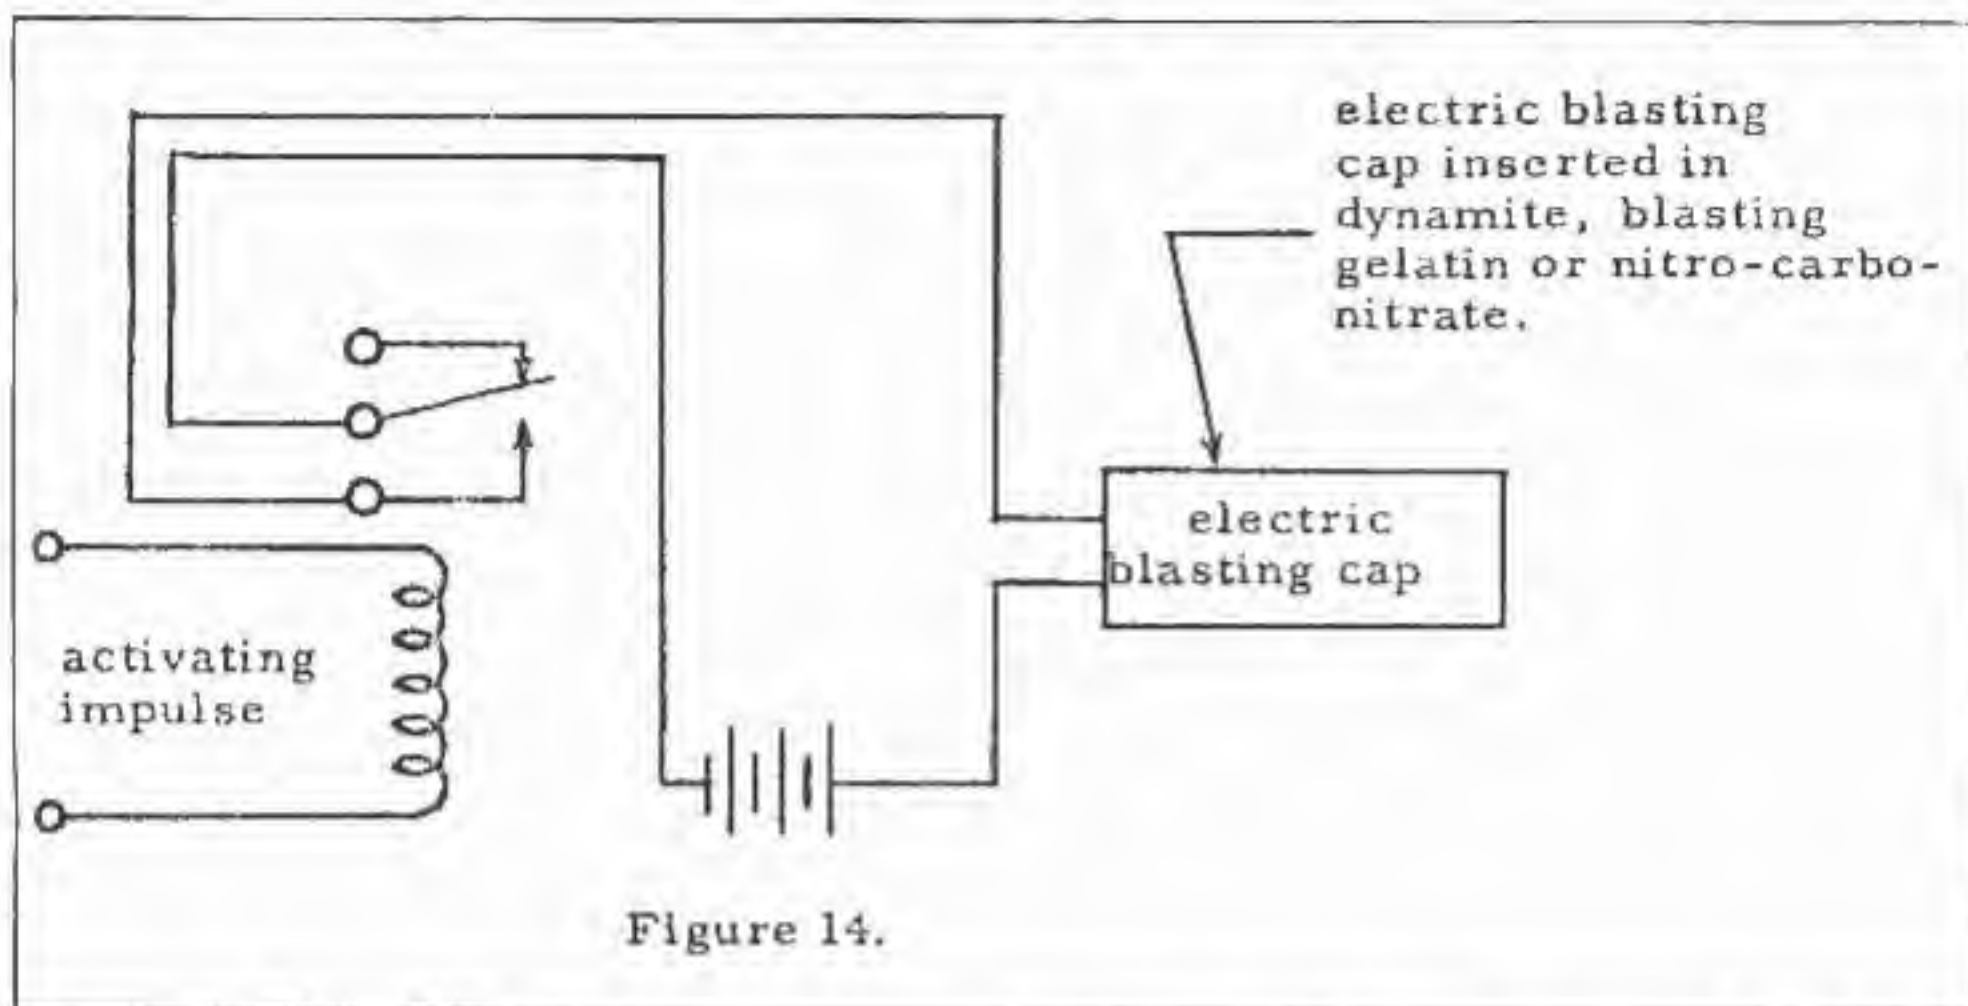 electric blasting
cap inserted in
dynamite, blasting
gelatin or nitro-carbo-
nitrate.
electric
blasting cap
activating
impulse
Figure 14.